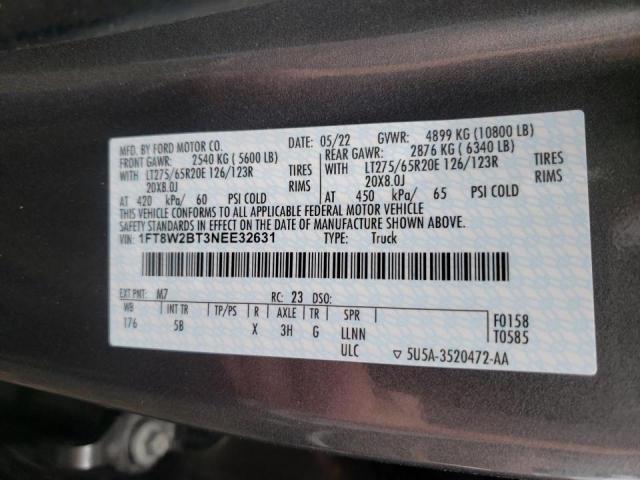 MFD. BY FORD MOTOR CO. DATE: 05/22 GVWR: 4899 KG (10800 LB)
FRONT GAWR: 2540 KG (5600 LB) REAR GAWR: 2876 KG (6340 LB)
WITH LT275/65R20E 126/123R TIRES WITH LT275/65R20E 126/123R TIRES
20X8.0J RIMS 20X8.0J RIMS
AT 420 kPa/ 60 PSI COLD AT 450 kPa/ 65 PSI COLD
THIS VEHICLE CONFORMS TO ALL APPLICABLE FEDERAL MOTOR VEHICLE
SAFETY STANDARDS IN EFFECT ON THE DATE OF MANUFACTURE SHOWN ABOVE.
VIN: 1FT8W2BT3NEE32631 TYPE: Truck
EXT PNT: M7 RC: 23 DSO:
WB INT TR TP/PS R AXLE TR SPR F0158
176 5B X 3H G LLNN T0585
ULC ▽ 5U5A-3520472-AA